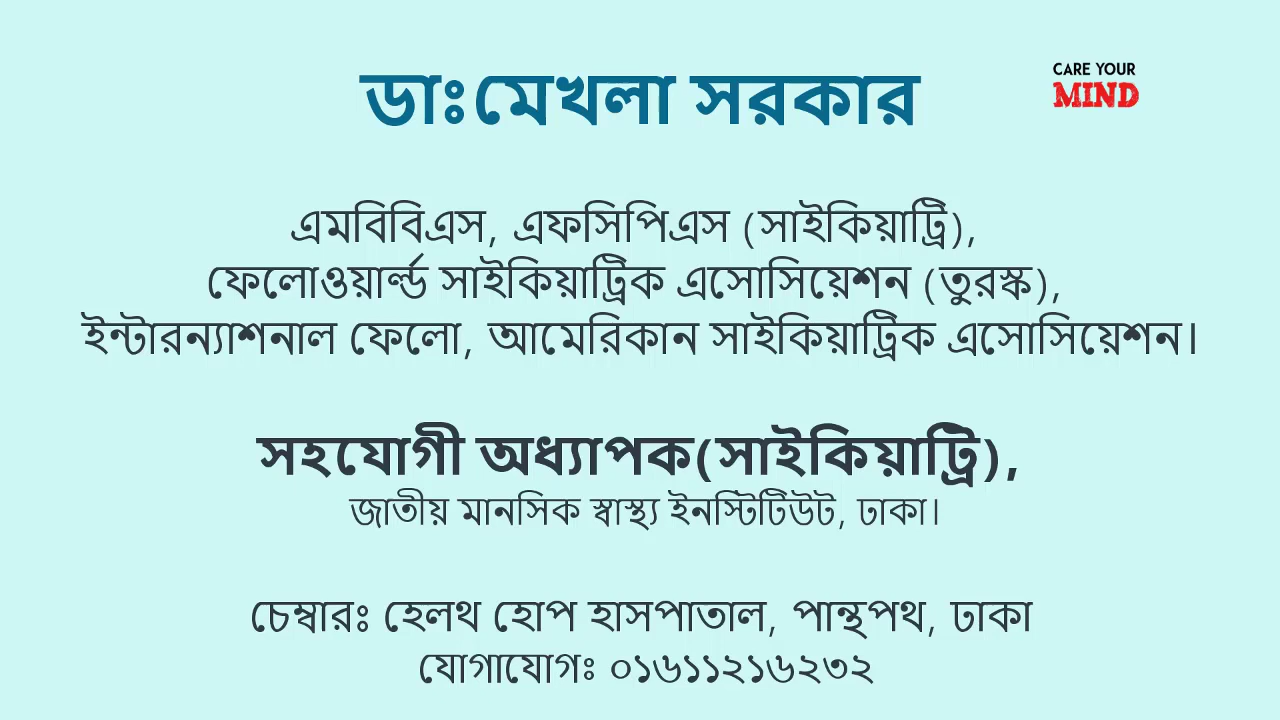 ডাঃমেখলা সরকার
CARE YOUR
MIND
এমবিবিএস, এফসিপিএস (সাইকিয়াট্রি),
ফেলোওয়ার্ল্ড সাইকিয়াট্রিক এসোসিয়েশন (তুরস্ক),
ইন্টারন্যাশনাল ফেলো, আমেরিকান সাইকিয়াট্রিক এসোসিয়েশন।
সহযোগী অধ্যাপক(সাইকিয়াট্রি),
জাতীয় মানসিক স্বাস্থ্য ইনস্টিটিউট, ঢাকা।
চেম্বারঃ হেলথ হোপ হাসপাতাল, পান্থপথ, ঢাকা
যোগাযোগঃ ০১৬১১২১৬২৩২